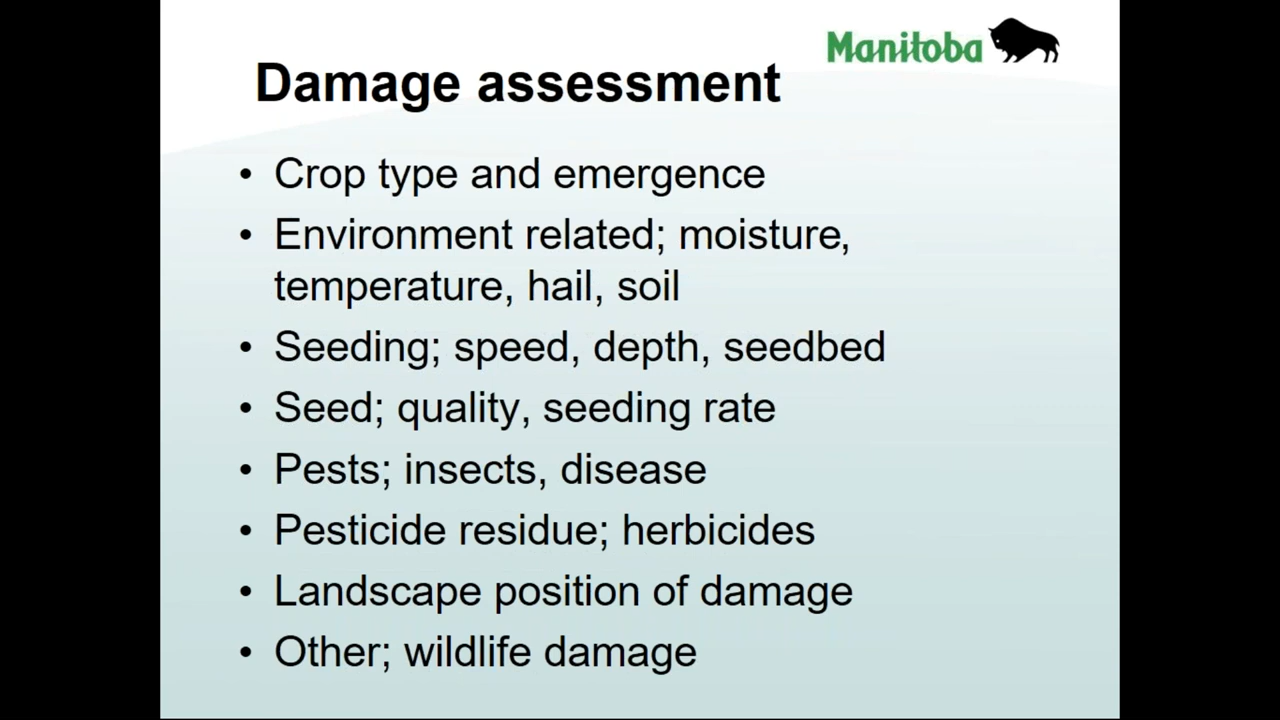 Manitoba
Damage assessment
• Crop type and emergence
• Environment related; moisture,
temperature, hail, soil
• Seeding; speed, depth, seedbed
• Seed; quality, seeding rate
• Pests; insects, disease
• Pesticide residue; herbicides
• Landscape position of damage
• Other; wildlife damage